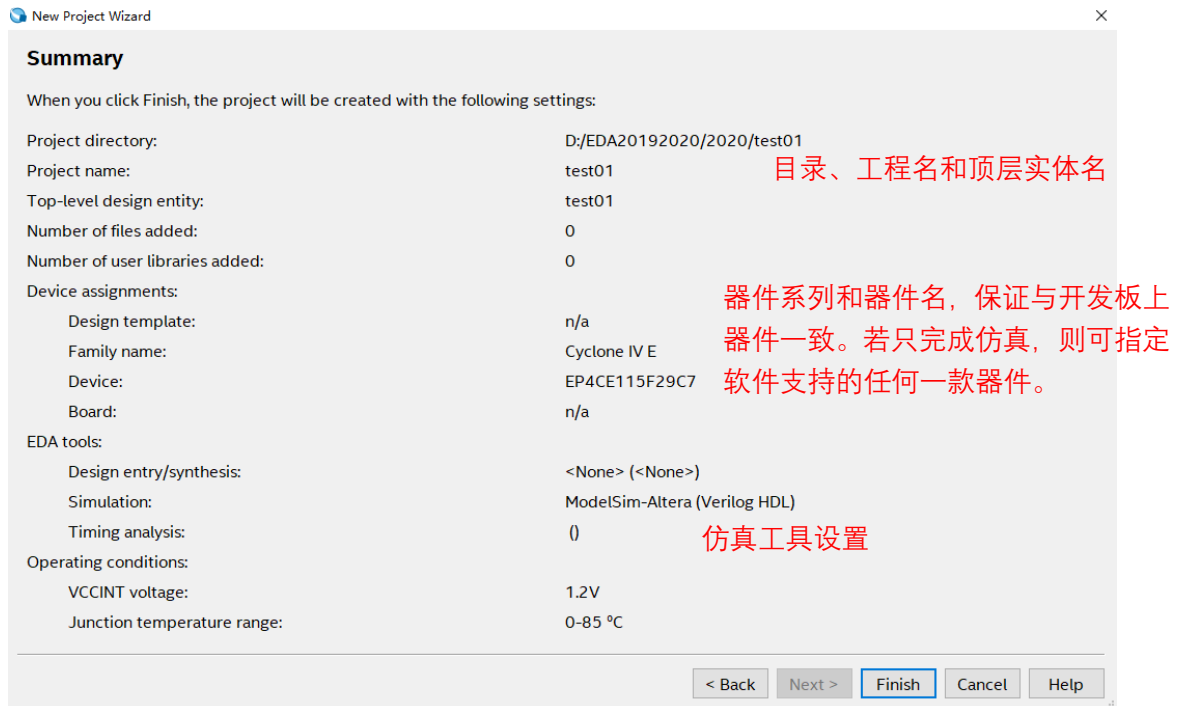 New Project Wizard
Summary
When you click Finish, the project will be created with the following settings:
Project directory: D:/EDA20192020/2020/test01
Project name: test01
目录、工程名和顶层实体名
Top-level design entity: test01
Number of files added: 0
Number of user libraries added: 0
Device assignments:
器件系列和器件名，保证与开发板上
Design template: n/a
器件一致。若只完成仿真，则可指定
Family name: Cyclone IV E
Device: EP4CE115F29C7
软件支持的任何一款器件。
Board: n/a
EDA tools:
Design entry/synthesis: <None> (<None>)
Simulation: ModelSim-Altera (Verilog HDL)
Timing analysis: ()
仿真工具设置
Operating conditions:
VCCINT voltage: 1.2V
Junction temperature range: 0-85 ºC
< Back Next > Finish Cancel Help